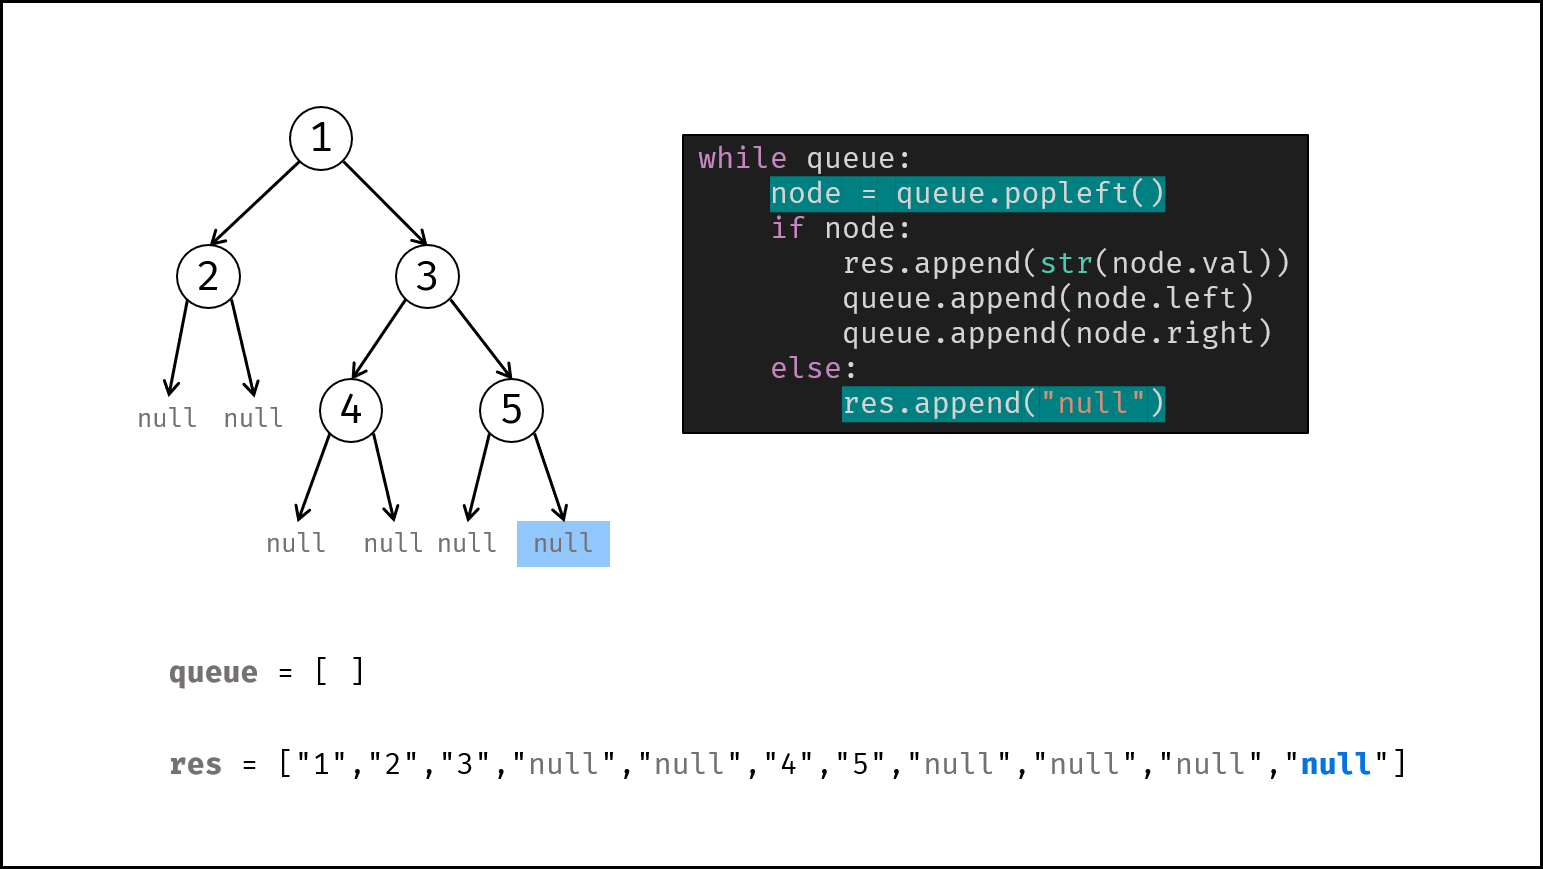 1
2 3
4 5
null null
null null null null
while queue:
    node = queue.popleft()
    if node:
        res.append(str(node.val))
        queue.append(node.left)
        queue.append(node.right)
    else:
        res.append("null")
queue = [ ]
res = ["1","2","3","null","null","4","5","null","null","null","null"]